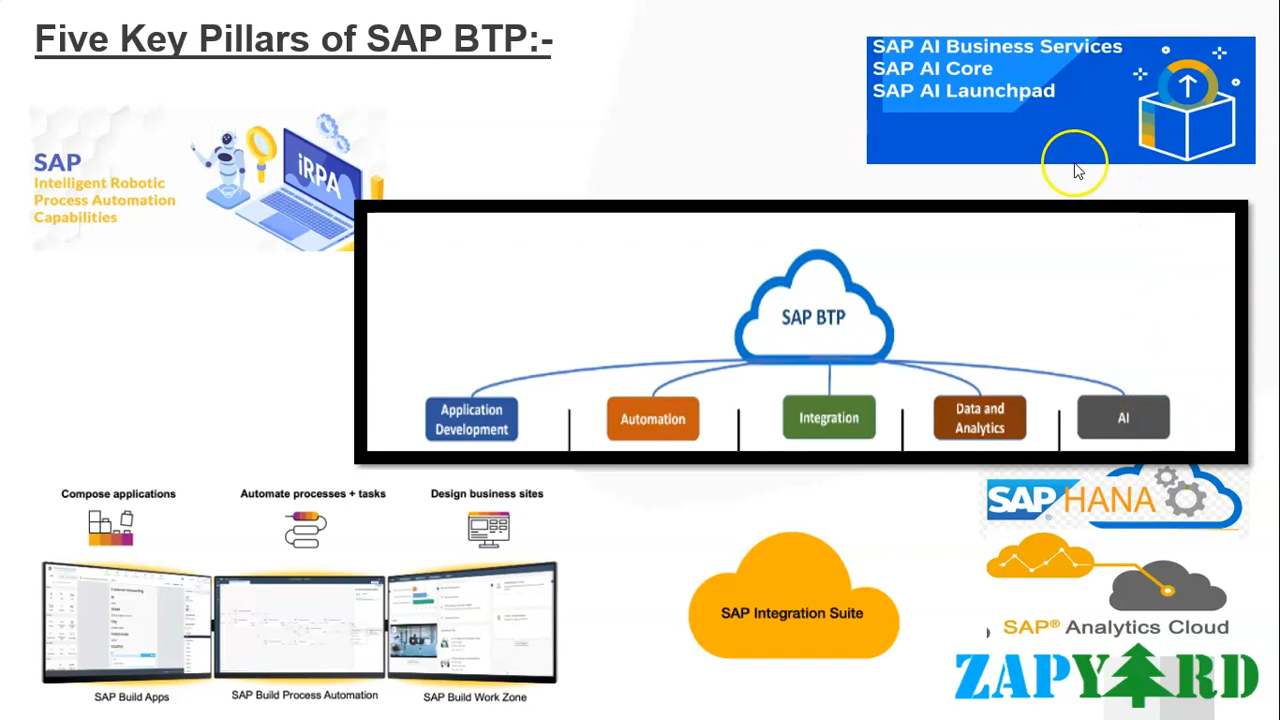 Five Key Pillars of SAP BTP:-
SAP AI Business Services
SAP AI Core
SAP AI Launchpad
SAP
Intelligent Robotic
Process Automation
Capabilities
iRPA
SAP BTP
Application
Development
Automation
Integration
Data and
Analytics
AI
Compose applications
Automate processes + tasks
Design business sites
SAP Build Apps
SAP Build Process Automation
SAP Build Work Zone
SAP Integration Suite
SAP HANA
SAP® Analytics Cloud
ZAPYARD